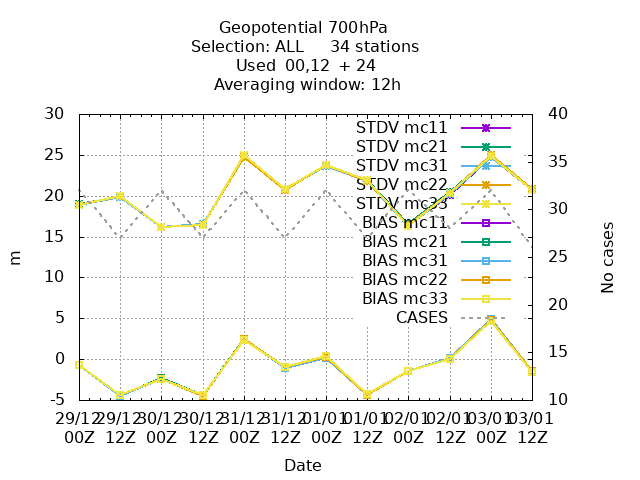 Geopotential 700hPa
Selection: ALL     34 stations
Used  00,12  + 24
Averaging window: 12h
30
25
20
15
10
5
0
-5
m
40
35
30
25
20
15
10
No cases
STDV mc11
STDV mc21
STDV mc31
STDV mc22
STDV mc33
BIAS mc11
BIAS mc21
BIAS mc31
BIAS mc22
BIAS mc33
CASES
29/12 29/12 30/12 30/12 31/12 31/12 01/01 01/01 02/01 02/01 03/01 03/01
00Z 12Z 00Z 12Z 00Z 12Z 00Z 12Z 00Z 12Z 00Z 12Z
Date